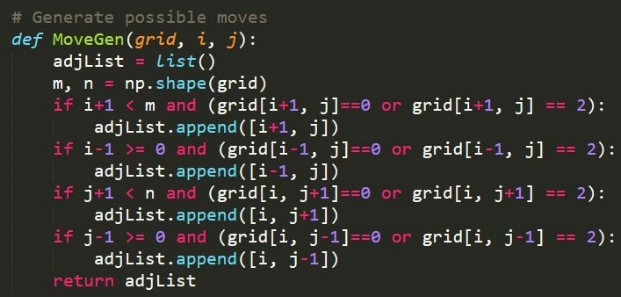 # Generate possible moves
def MoveGen(grid, i, j):
    adjList = list()
    m, n = np.shape(grid)
    if i+1 < m and (grid[i+1, j]==0 or grid[i+1, j] == 2):
        adjList.append([i+1, j])
    if i-1 >= 0 and (grid[i-1, j]==0 or grid[i-1, j] == 2):
        adjList.append([i-1, j])
    if j+1 < n and (grid[i, j+1]==0 or grid[i, j+1] == 2):
        adjList.append([i, j+1])
    if j-1 >= 0 and (grid[i, j-1]==0 or grid[i, j-1] == 2):
        adjList.append([i, j-1])
    return adjList